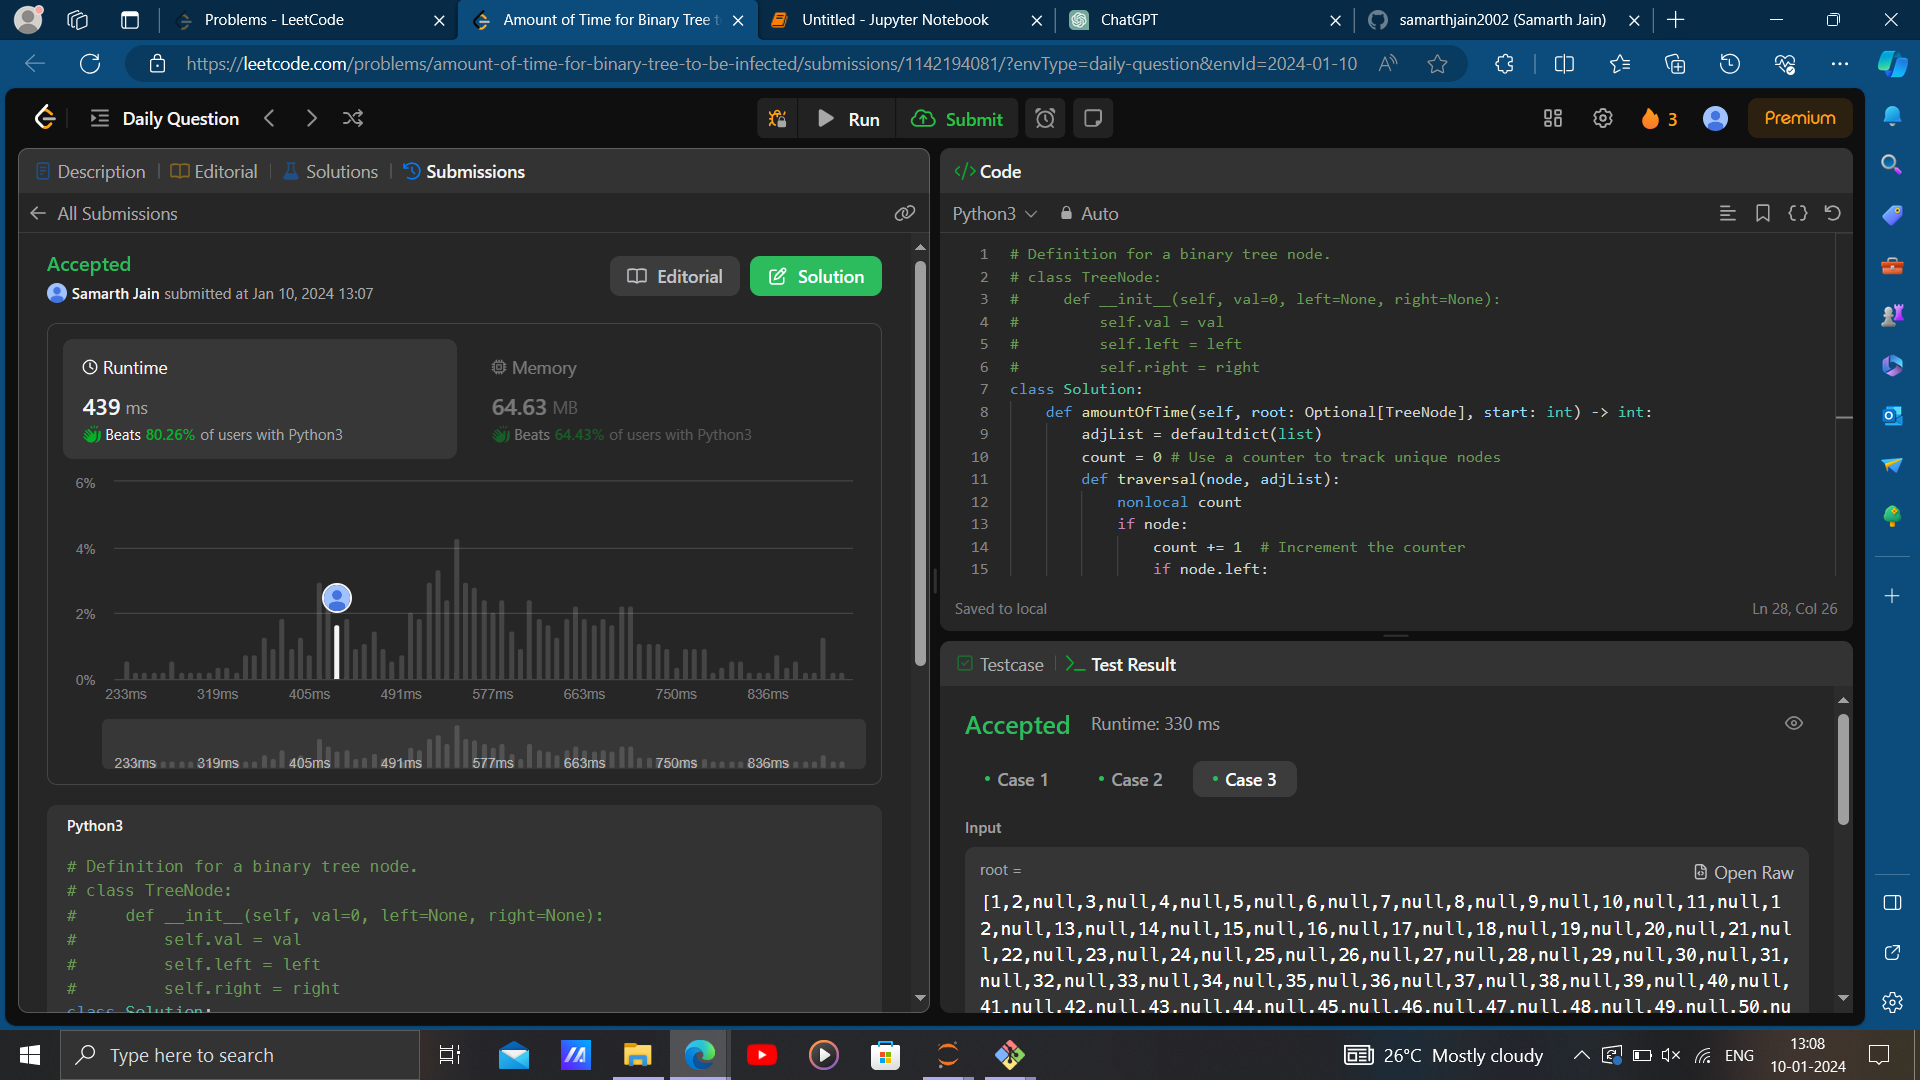 Problems - LeetCode
Amount of Time for Binary Tree t
Untitled - Jupyter Notebook
ChatGPT
samarthjain2002 (Samarth Jain)
https://leetcode.com/problems/amount-of-time-for-binary-tree-to-be-infected/submissions/1142194081/?envType=daily-question&envId=2024-01-10
Daily Question
Run
Submit
3
Premium
Description
Editorial
Solutions
Submissions
All Submissions
Accepted
Samarth Jain submitted at Jan 10, 2024 13:07
Editorial
Solution
Runtime
439 ms
Beats 80.26% of users with Python3
Memory
64.63 MB
Beats 64.43% of users with Python3
6%
4%
2%
0%
233ms 319ms 405ms 491ms 577ms 663ms 750ms 836ms
233ms 319ms 405ms 491ms 577ms 663ms 750ms 836ms
Python3
# Definition for a binary tree node.
# class TreeNode:
#     def __init__(self, val=0, left=None, right=None):
#         self.val = val
#         self.left = left
#         self.right = right
class Solution:
Code
Python3
Auto
1 # Definition for a binary tree node.
2 # class TreeNode:
3 #     def __init__(self, val=0, left=None, right=None):
4 #         self.val = val
5 #         self.left = left
6 #         self.right = right
7 class Solution:
8     def amountOfTime(self, root: Optional[TreeNode], start: int) -> int:
9         adjList = defaultdict(list)
10         count = 0 # Use a counter to track unique nodes
11         def traversal(node, adjList):
12             nonlocal count
13             if node:
14                 count += 1  # Increment the counter
15                 if node.left:
Saved to local
Ln 28, Col 26
Testcase
Test Result
Accepted
Runtime: 330 ms
Case 1
Case 2
Case 3
Input
root =
Open Raw
[1,2,null,3,null,4,null,5,null,6,null,7,null,8,null,9,null,10,null,11,null,1
2,null,13,null,14,null,15,null,16,null,17,null,18,null,19,null,20,null,21,nul
l,22,null,23,null,24,null,25,null,26,null,27,null,28,null,29,null,30,null,31,
null,32,null,33,null,34,null,35,null,36,null,37,null,38,null,39,null,40,null,
41,null,42,null,43,null,44,null,45,null,46,null,47,null,48,null,49,null,50,nu
Type here to search
26°C Mostly cloudy
ENG
13:08
10-01-2024